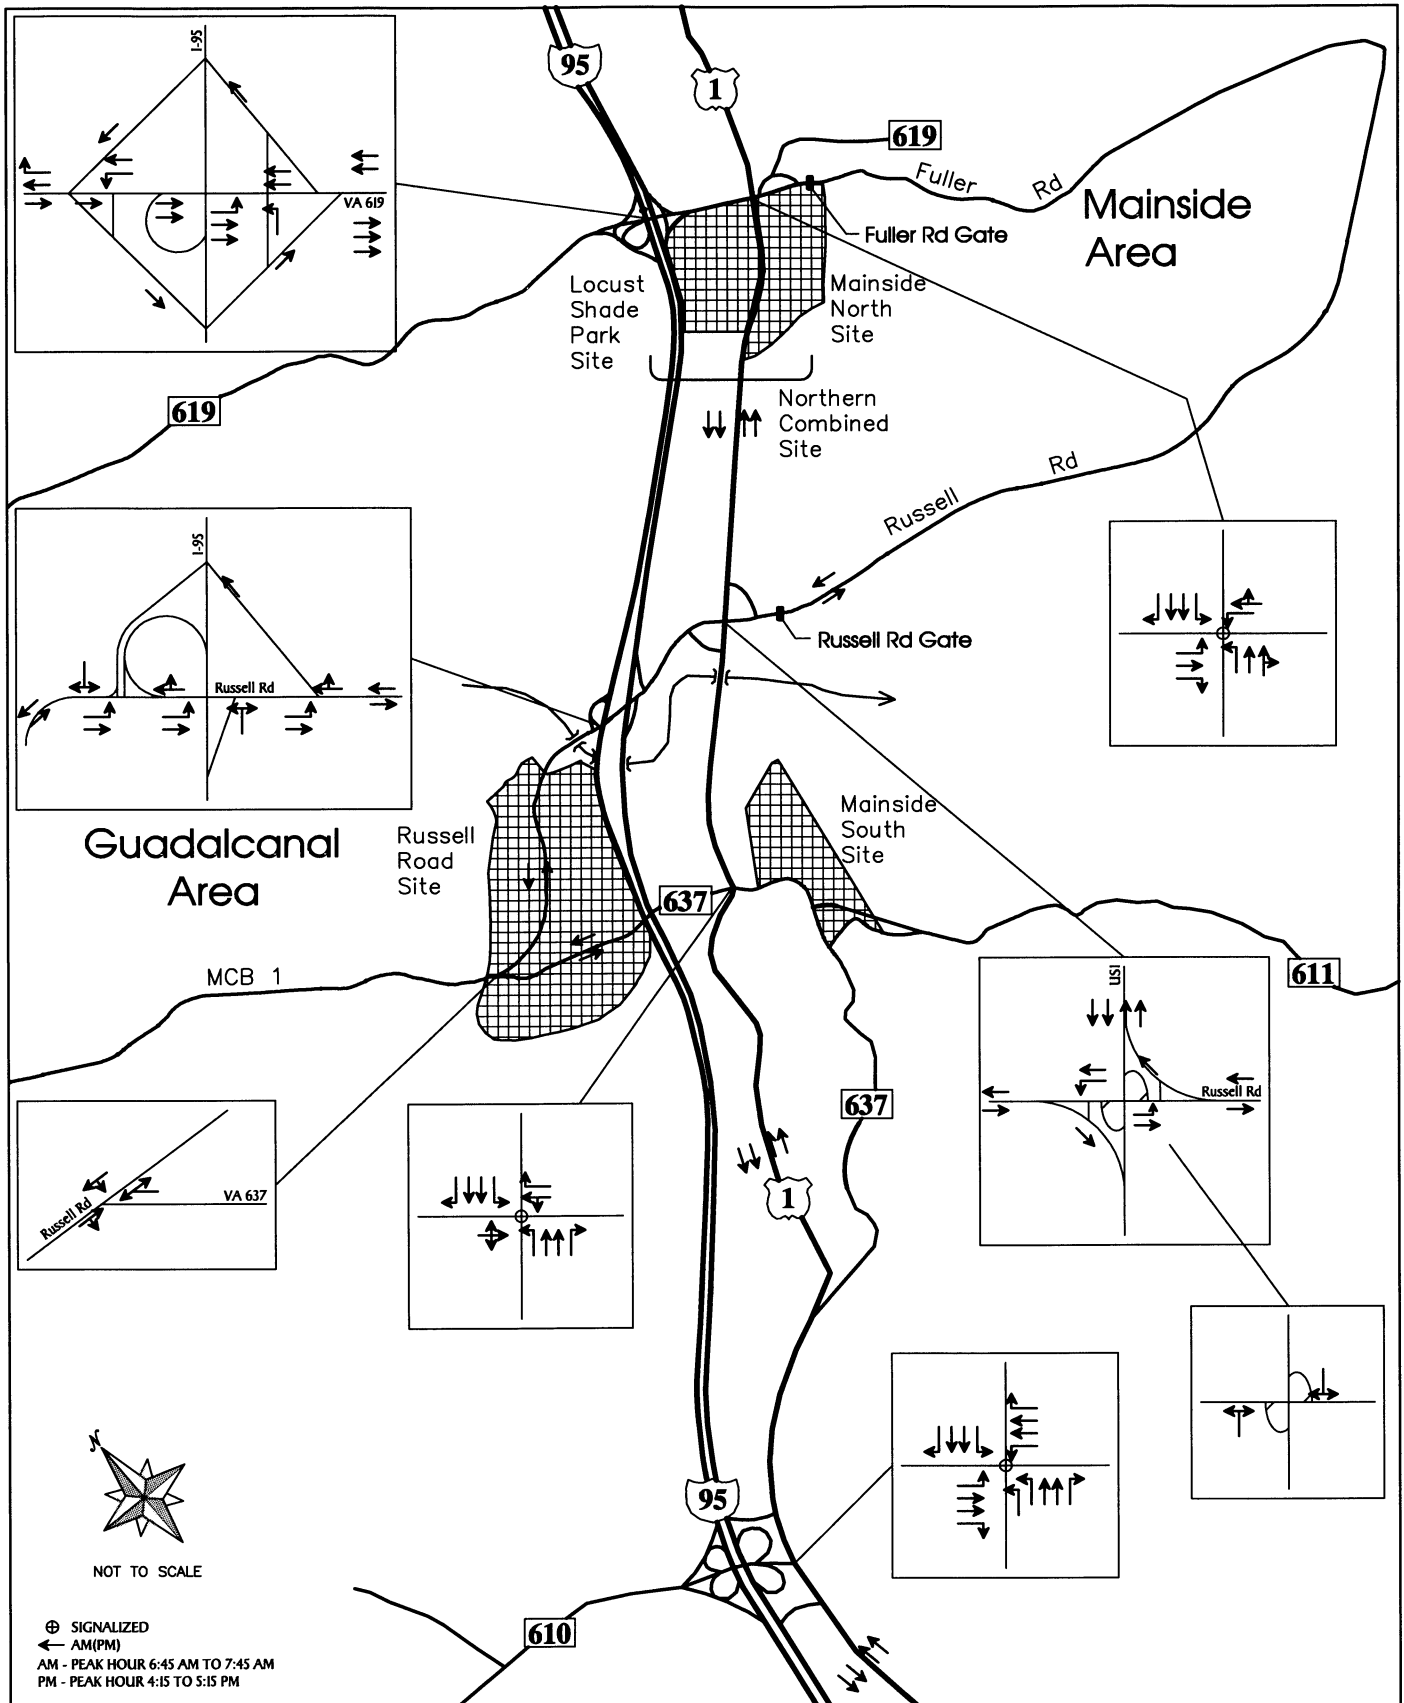 I-95
VA 619
95
1
619
Fuller Rd
Mainside
Area
Fuller Rd Gate
Locust
Shade
Park
Site
Mainside
North
Site
619
Northern
Combined
Site
Russell Rd
I-95
Russell Rd
Russell Rd Gate
Guadalcanal
Area
Russell
Road
Site
Mainside
South
Site
637
MCB 1
611
US1
Russell Rd
637
Russell Rd
VA 637
1
N
NOT TO SCALE
95
610
SIGNALIZED
AM(PM)
AM - PEAK HOUR 6:45 AM TO 7:45 AM
PM - PEAK HOUR 4:15 TO 5:15 PM